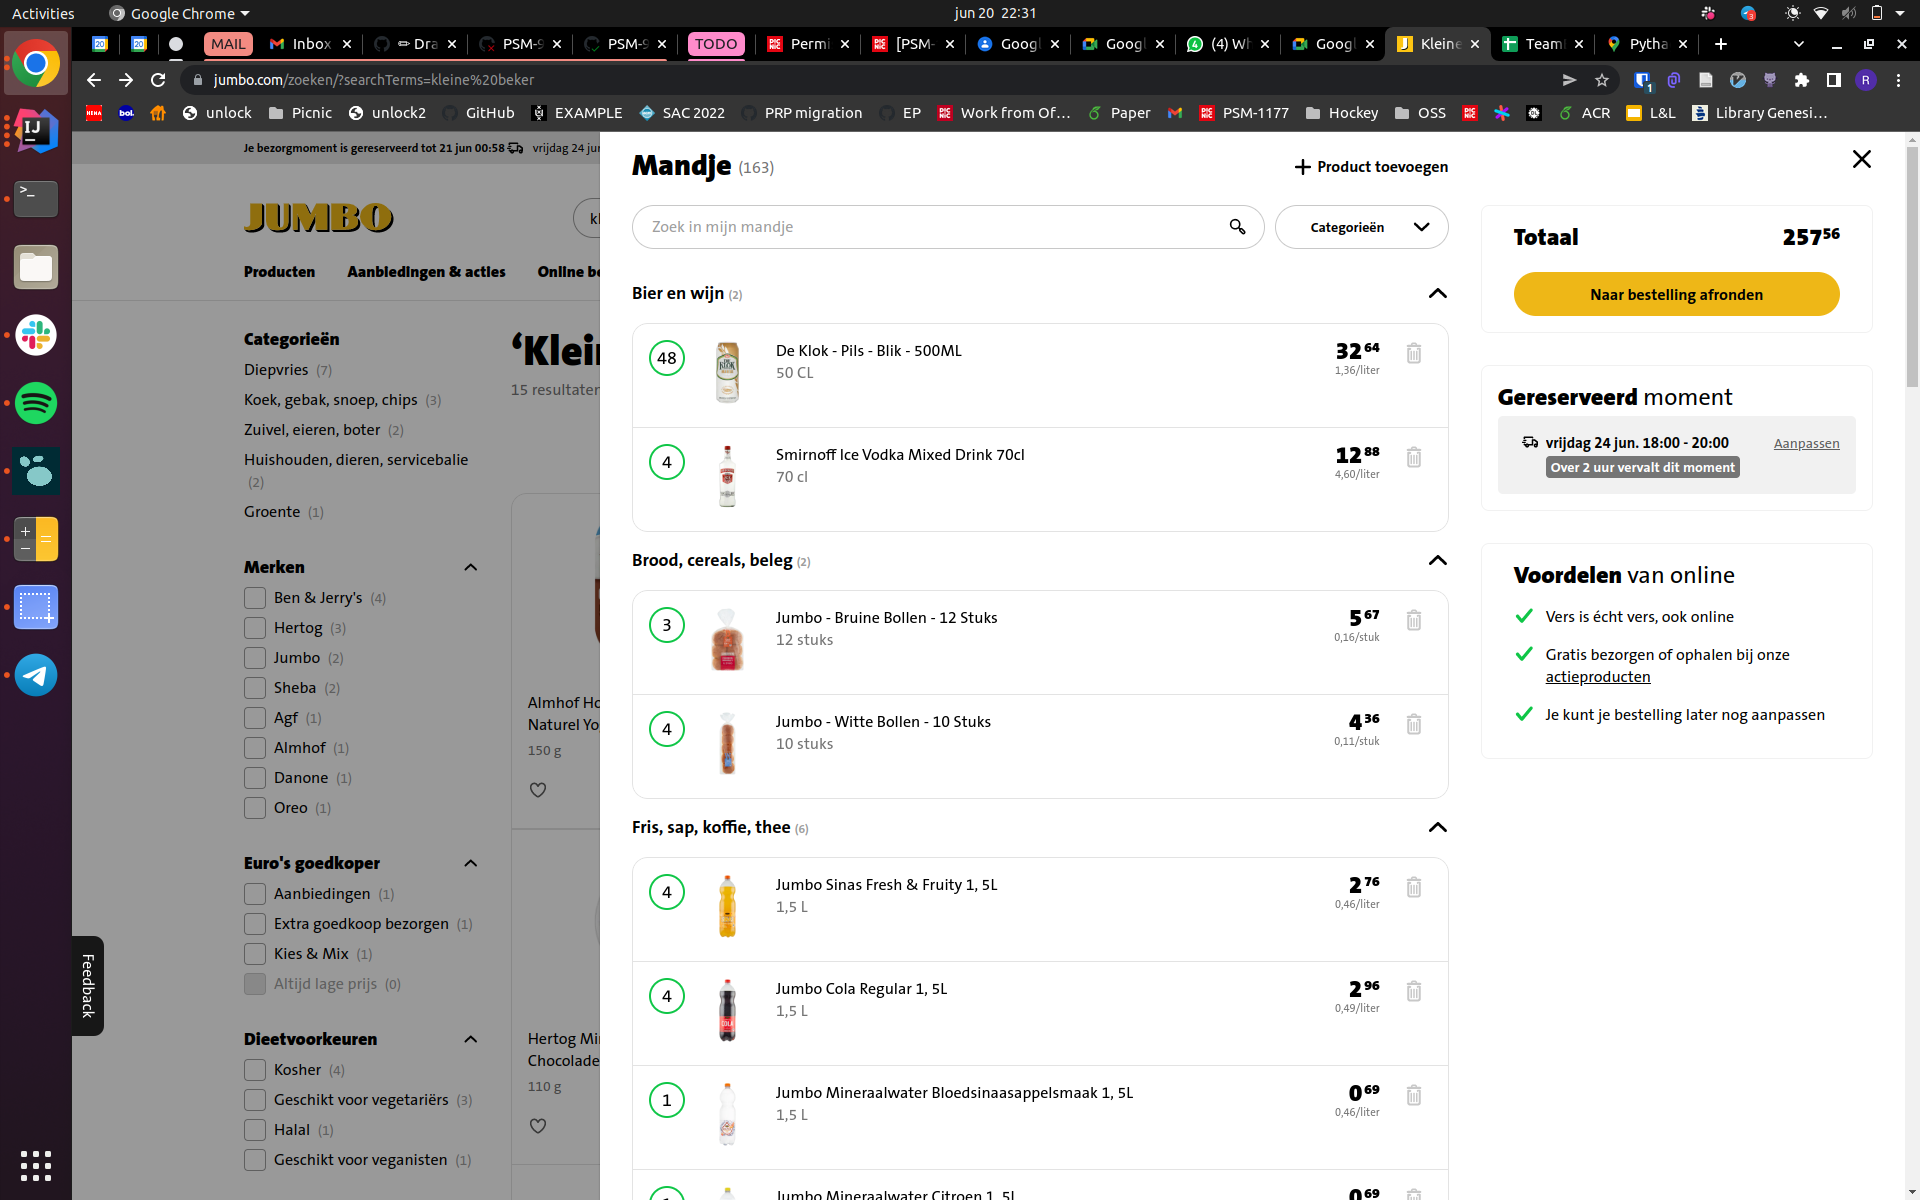 Activities
Google Chrome
jun 20 22:31
MAIL
Inbox
Dra
PSM-9
PSM-9
TODO
Permi
[PSM-
Googl
Googl
(4) Wh
Googl
Kleine
Team
Pytha
jumbo.com/zoeken/?searchTerms=kleine%20beker
unlock
Picnic
unlock2
GitHub
EXAMPLE
SAC 2022
PRP migration
EP
Work from Of...
Paper
PSM-1177
Hockey
OSS
ACR
L&L
Library Genesi...
Je bezorgmoment is gereserveerd tot 21 jun 00:58
vrijdag 24 jun
JUMBO
kl
Producten
Aanbiedingen & acties
Online be
Categorieën
Diepvries (7)
Koek, gebak, snoep, chips (3)
Zuivel, eieren, boter (2)
Huishouden, dieren, servicebalie
(2)
Groente (1)
Merken
Ben & Jerry's (4)
Hertog (3)
Jumbo (2)
Sheba (2)
Agf (1)
Almhof (1)
Danone (1)
Oreo (1)
Euro's goedkoper
Aanbiedingen (1)
Extra goedkoop bezorgen (1)
Kies & Mix (1)
Altijd lage prijs (0)
Dieetvoorkeuren
Kosher (4)
Geschikt voor vegetariërs (3)
Halal (1)
Geschikt voor veganisten (1)
Feedback
‘Klei
15 resultaten
Almhof Ho
Naturel Yo
150 g
Hertog Mi
Chocolade
110 g
Mandje (163)
Product toevoegen
Zoek in mijn mandje
Categorieën
Bier en wijn (2)
48
De Klok - Pils - Blik - 500ML
50 CL
32 64
1,36/liter
4
Smirnoff Ice Vodka Mixed Drink 70cl
70 cl
12 88
4,60/liter
Brood, cereals, beleg (2)
3
Jumbo - Bruine Bollen - 12 Stuks
12 stuks
5 67
0,16/stuk
4
Jumbo - Witte Bollen - 10 Stuks
10 stuks
4 36
0,11/stuk
Fris, sap, koffie, thee (6)
4
Jumbo Sinas Fresh & Fruity 1, 5L
1,5 L
2 76
0,46/liter
4
Jumbo Cola Regular 1, 5L
1,5 L
2 96
0,49/liter
1
Jumbo Mineraalwater Bloedsinaasappelsmaak 1, 5L
1,5 L
0 69
0,46/liter
Jumbo Mineraalwater Citroen 1, 5L
0 69
Totaal
257 56
Naar bestelling afronden
Gereserveerd moment
vrijdag 24 jun. 18:00 - 20:00
Aanpassen
Over 2 uur vervalt dit moment
Voordelen van online
Vers is écht vers, ook online
Gratis bezorgen of ophalen bij onze
actieproducten
Je kunt je bestelling later nog aanpassen